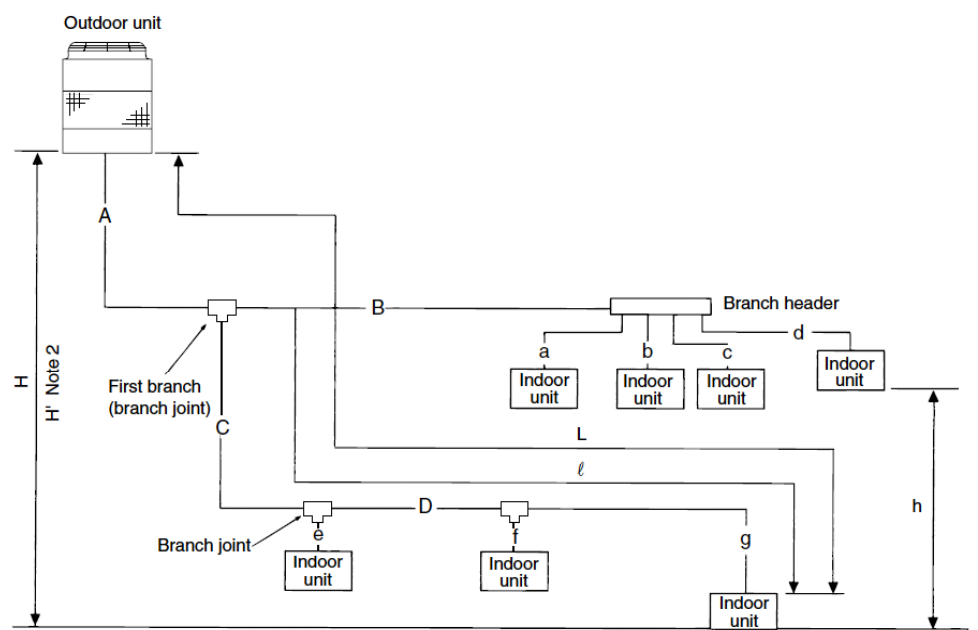 Outdoor unit
A
H
H' Note 2
B
Branch header
a
b
c
d
Indoor
unit
Indoor
unit
Indoor
unit
Indoor
unit
First branch
(branch joint)
C
L
ℓ
h
D
Branch joint
e
f
g
Indoor
unit
Indoor
unit
Indoor
unit